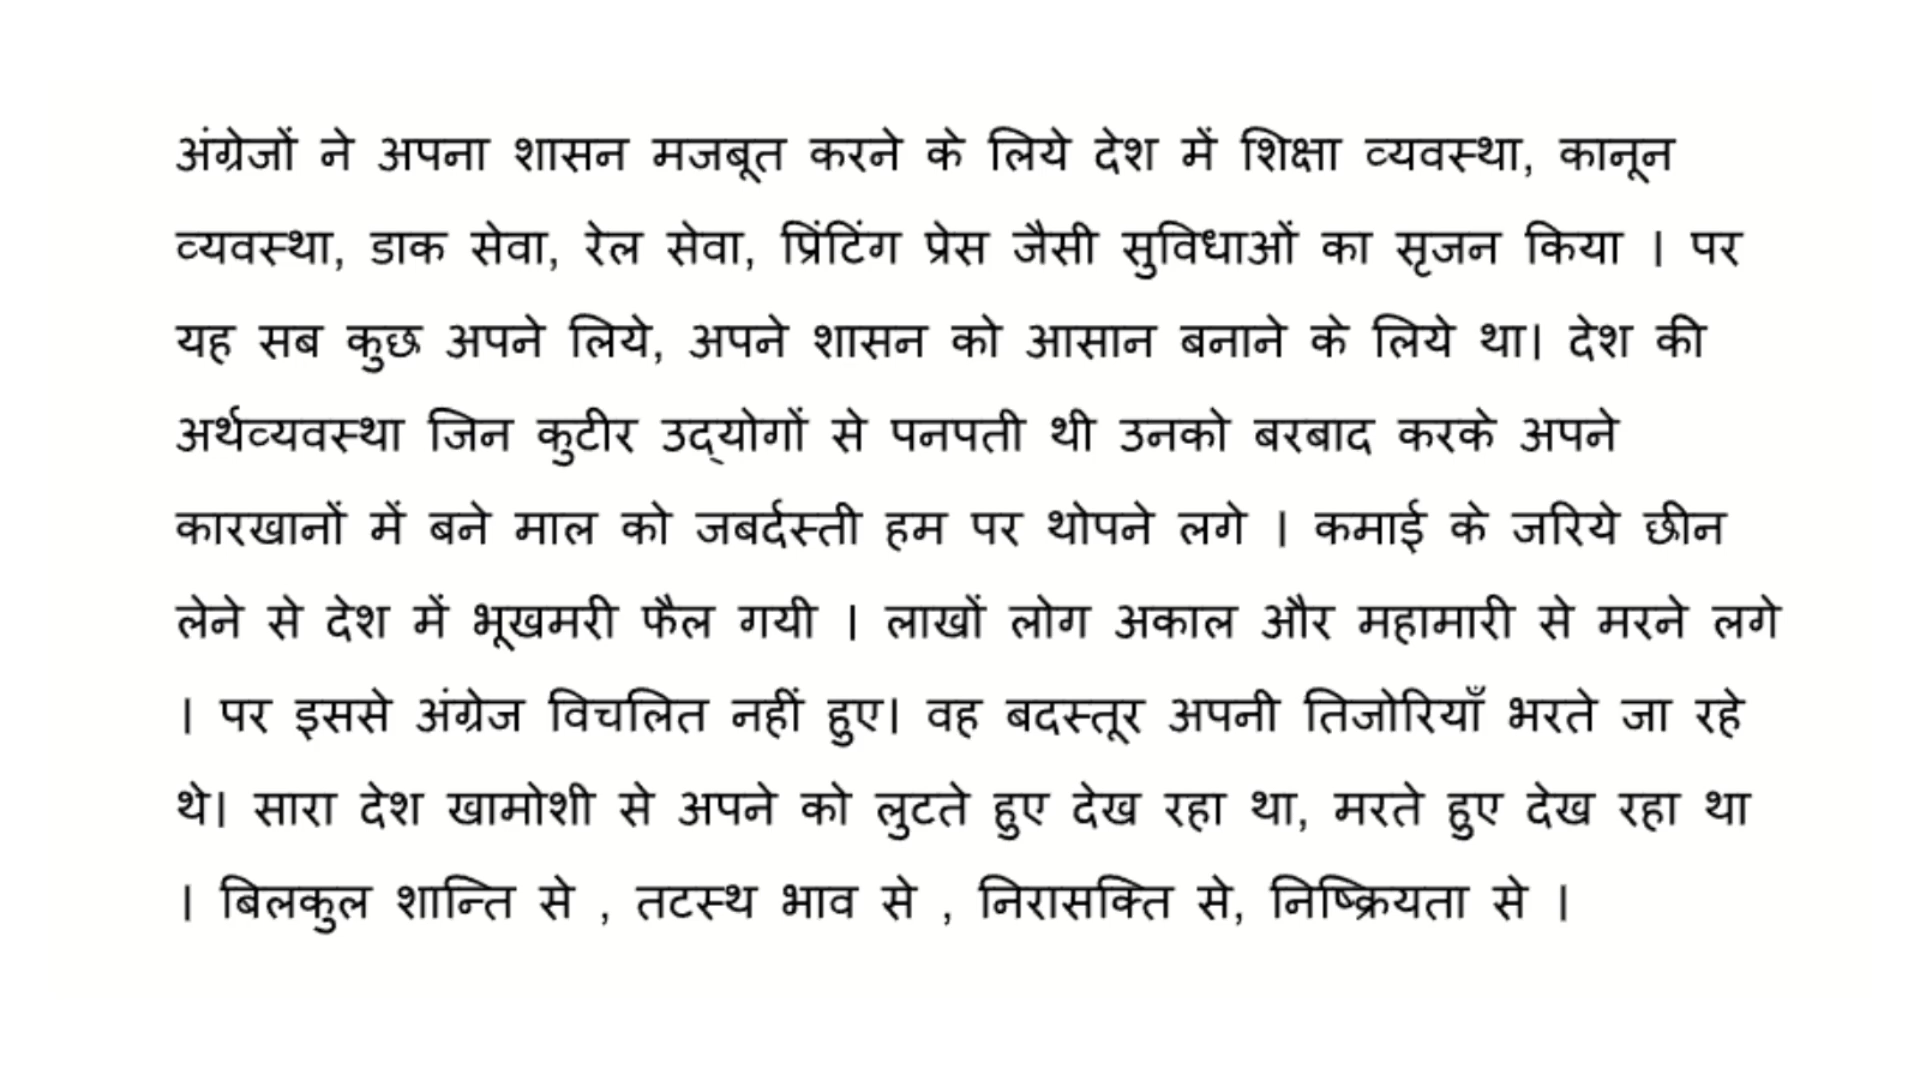 अंग्रेजों ने अपना शासन मजबूत करने के लिये देश में शिक्षा व्यवस्था, कानून
व्यवस्था, डाक सेवा, रेल सेवा, प्रिंटिंग प्रेस जैसी सुविधाओं का सृजन किया । पर
यह सब कुछ अपने लिये, अपने शासन को आसान बनाने के लिये था। देश की
अर्थव्यवस्था जिन कुटीर उद्‌योगों से पनपती थी उनको बरबाद करके अपने
कारखानों में बने माल को जबर्दस्ती हम पर थोपने लगे । कमाई के जरिये छीन
लेने से देश में भूखमरी फैल गयी । लाखों लोग अकाल और महामारी से मरने लगे
। पर इससे अंग्रेज विचलित नहीं हुए। वह बदस्तूर अपनी तिजोरियाँ भरते जा रहे
थे। सारा देश खामोशी से अपने को लुटते हुए देख रहा था, मरते हुए देख रहा था
। बिलकुल शान्ति से , तटस्थ भाव से , निरासक्ति से, निष्क्रियता से ।